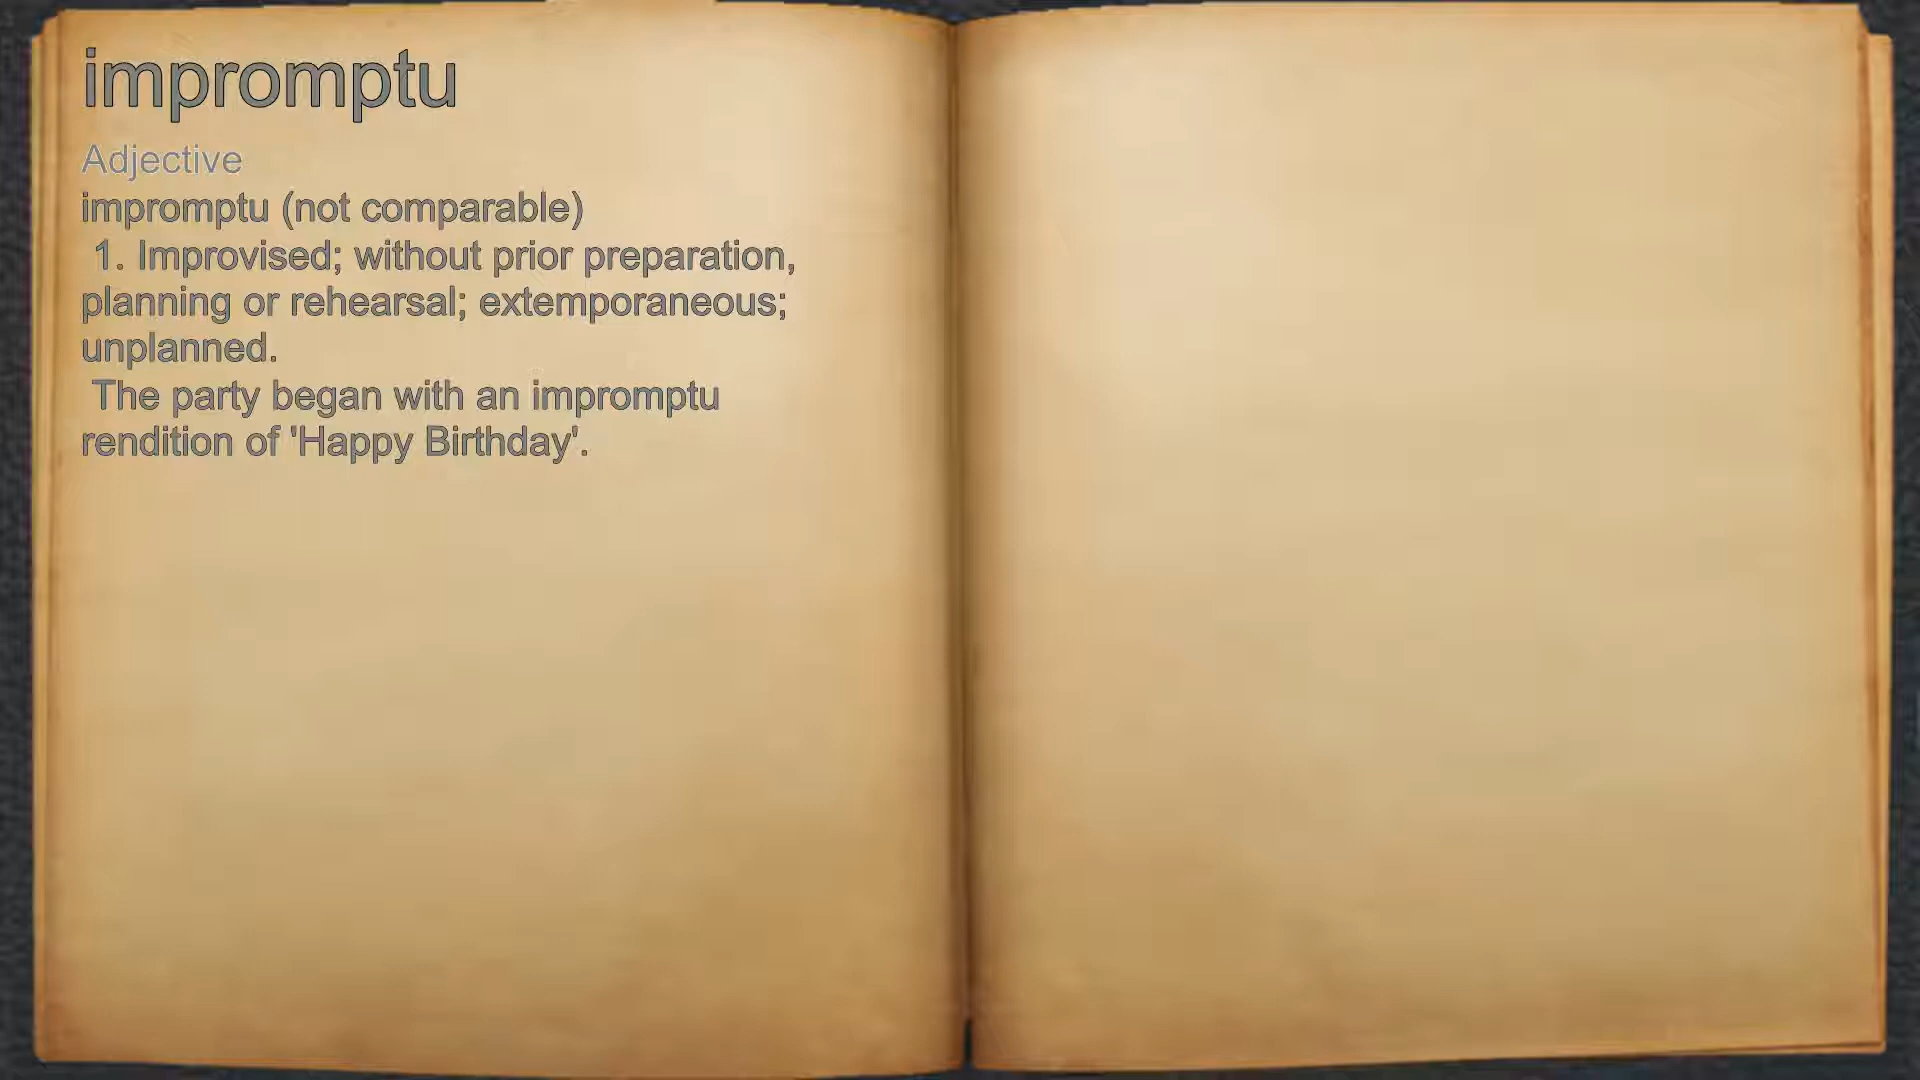 impromptu
Adjective
impromptu (not comparable)
1. Improvised; without prior preparation,
planning or rehearsal; extemporaneous;
unplanned.
The party began with an impromptu
rendition of 'Happy Birthday'.